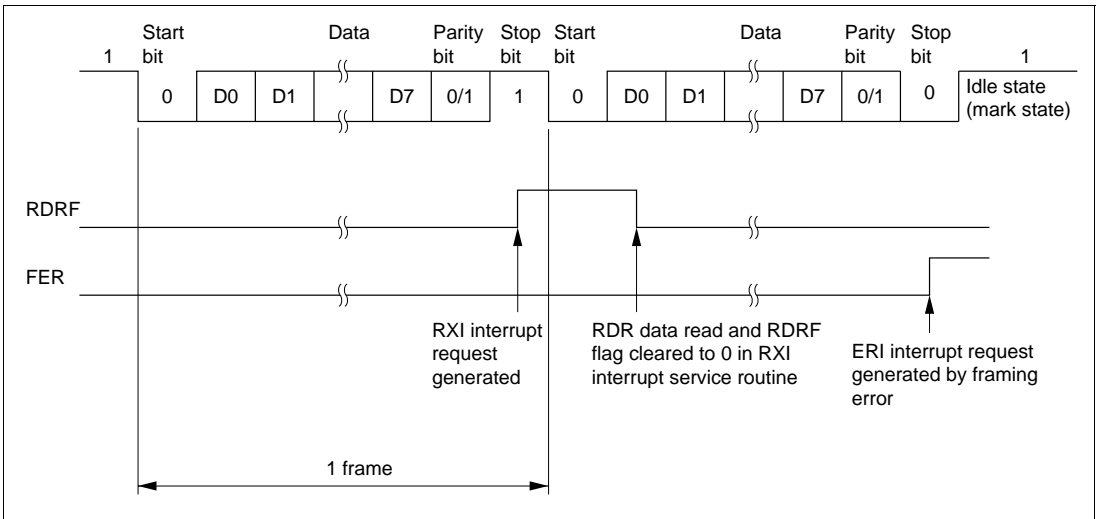 Start
bit
Data
Parity
bit
Stop
bit
Start
bit
Data
Parity
bit
Stop
bit
1
1
0 D0 D1 D7 0/1 1 0 D0 D1 D7 0/1 0
Idle state
(mark state)
RDRF
FER
RXI interrupt
request
generated
RDR data read and RDRF
flag cleared to 0 in RXI
interrupt service routine
ERI interrupt request
generated by framing
error
1 frame